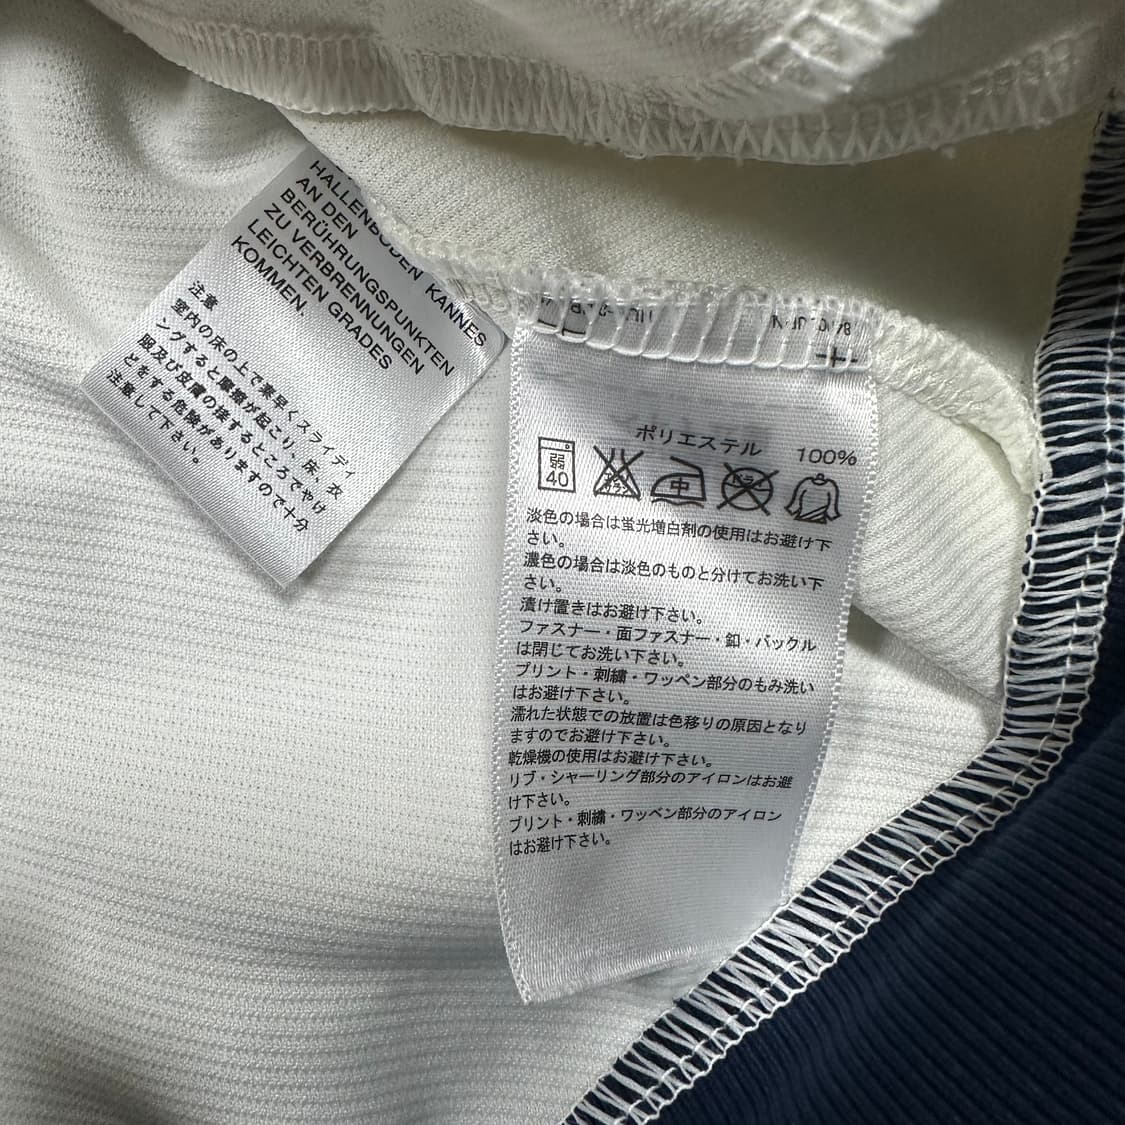 HALLENBODEN KANNES
AN DEN
BERÜHRUNGSPUNKTEN
ZU VERBRENNUNGEN
LEICHTEN GRADES
KOMMEN.
注意
室内の床の上で素早くスライディ
ングすると摩擦が起こり、床、衣
服及び皮膚の接するところでやけ
どをする危険がありますので十分
注意して下さい。
ポリエステル 100%
弱
40
中
淡色の場合は蛍光増白剤の使用はお避け下
さい。
濃色の場合は淡色のものと分けてお洗い下
さい。
漬け置きはお避け下さい。
ファスナー・面ファスナー・釦・バックル
は閉じてお洗い下さい。
プリント・刺繍・ワッペン部分のもみ洗い
はお避け下さい。
濡れた状態での放置は色移りの原因となり
ますのでお避け下さい。
乾燥機の使用はお避け下さい。
リブ・シャーリング部分のアイロンはお避
け下さい。
プリント・刺繍・ワッペン部分のアイロン
はお避け下さい。